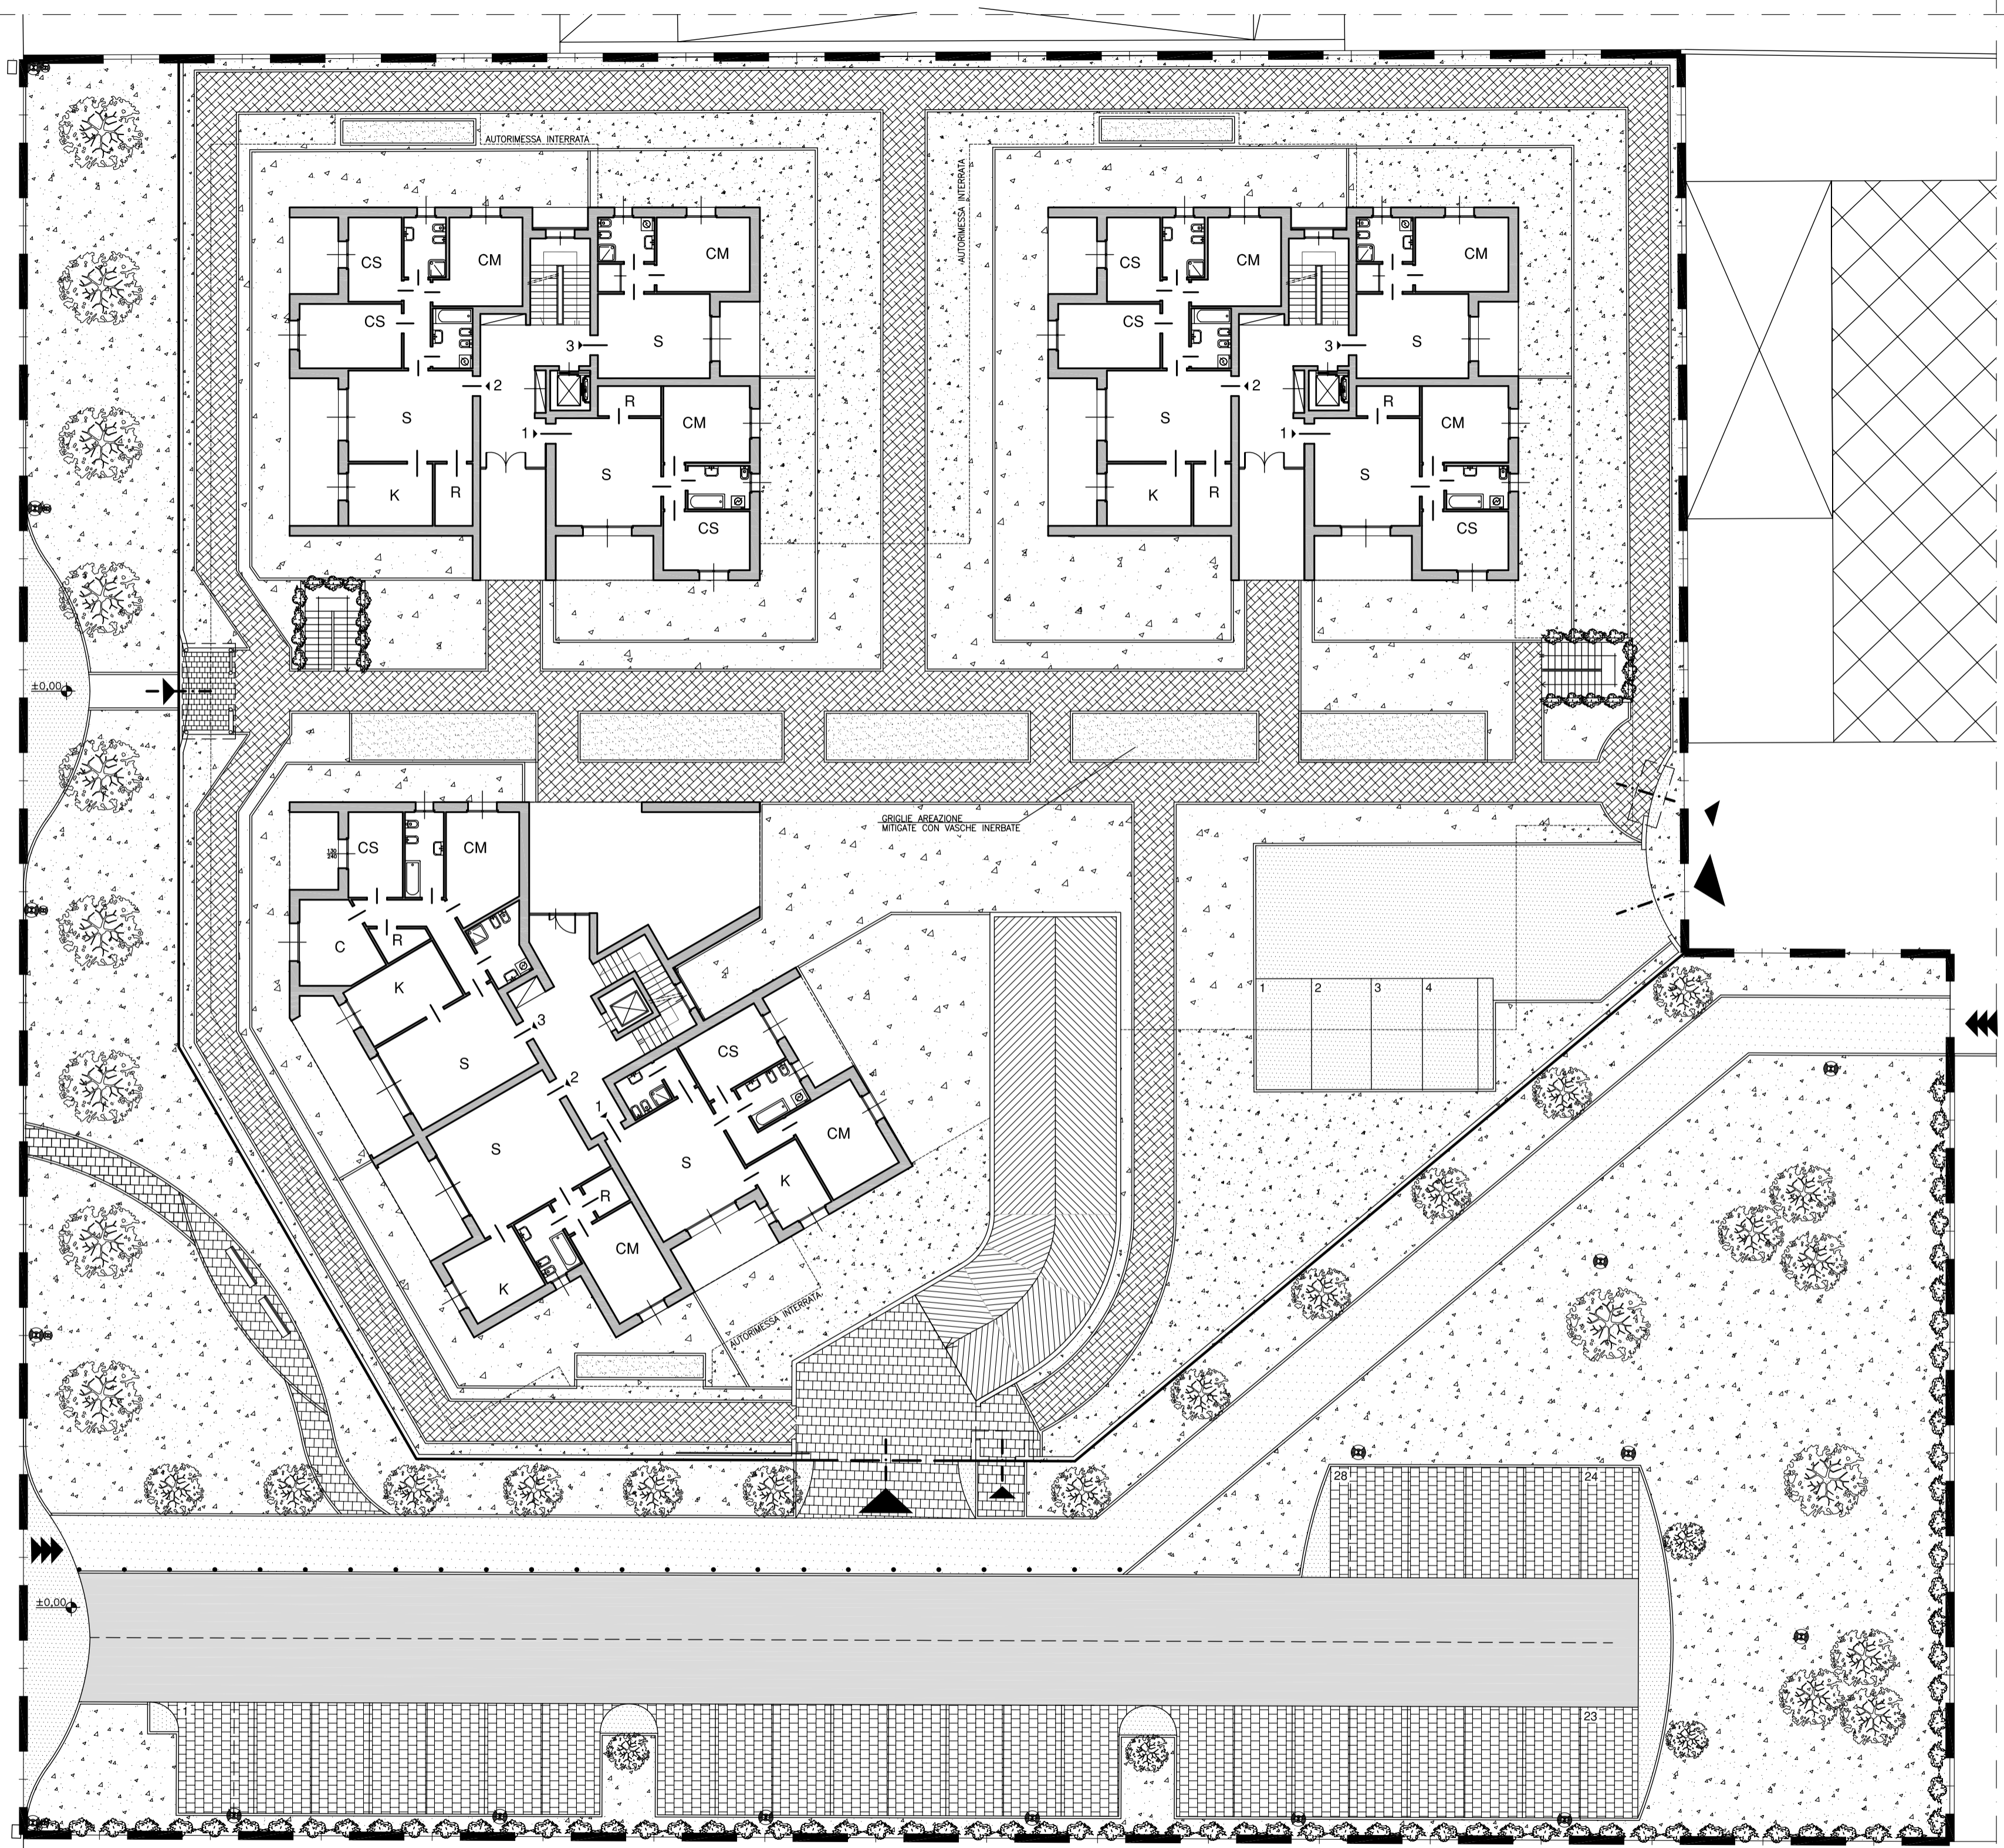 AUTORIMESSA INTERRATA
AUTORIMESSA INTERRATA
CS
CM
CM
CS
CM
CM
CS
S
CS
S
3
3
2
2
R
R
S
CM
S
CM
1
1
S
S
K
R
K
R
CS
CS
±0,00
GRIGLIE AREAZIONE
MITIGATE CON VASCHE INERBATE
CS
CM
C
R
K
1
2
3
4
3
S
CS
2
1
CM
S
S
K
R
CM
K
AUTORIMESSA INTERRATA
28
24
±0,00
1
23